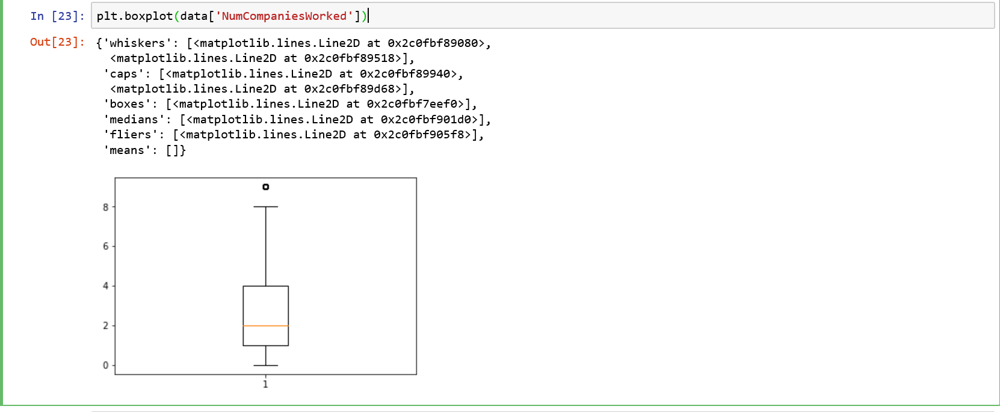 In [23]: plt.boxplot(data['NumCompaniesWorked'])
Out[23]: {'whiskers': [<matplotlib.lines.Line2D at 0x2c0fbf89080>,
<matplotlib.lines.Line2D at 0x2c0fbf89518>],
'caps': [<matplotlib.lines.Line2D at 0x2c0fbf89940>,
<matplotlib.lines.Line2D at 0x2c0fbf89d68>],
'boxes': [<matplotlib.lines.Line2D at 0x2c0fbf7eef0>],
'medians': [<matplotlib.lines.Line2D at 0x2c0fbf901d0>],
'fliers': [<matplotlib.lines.Line2D at 0x2c0fbf905f8>],
'means': []}
8
6
4
2
0
1